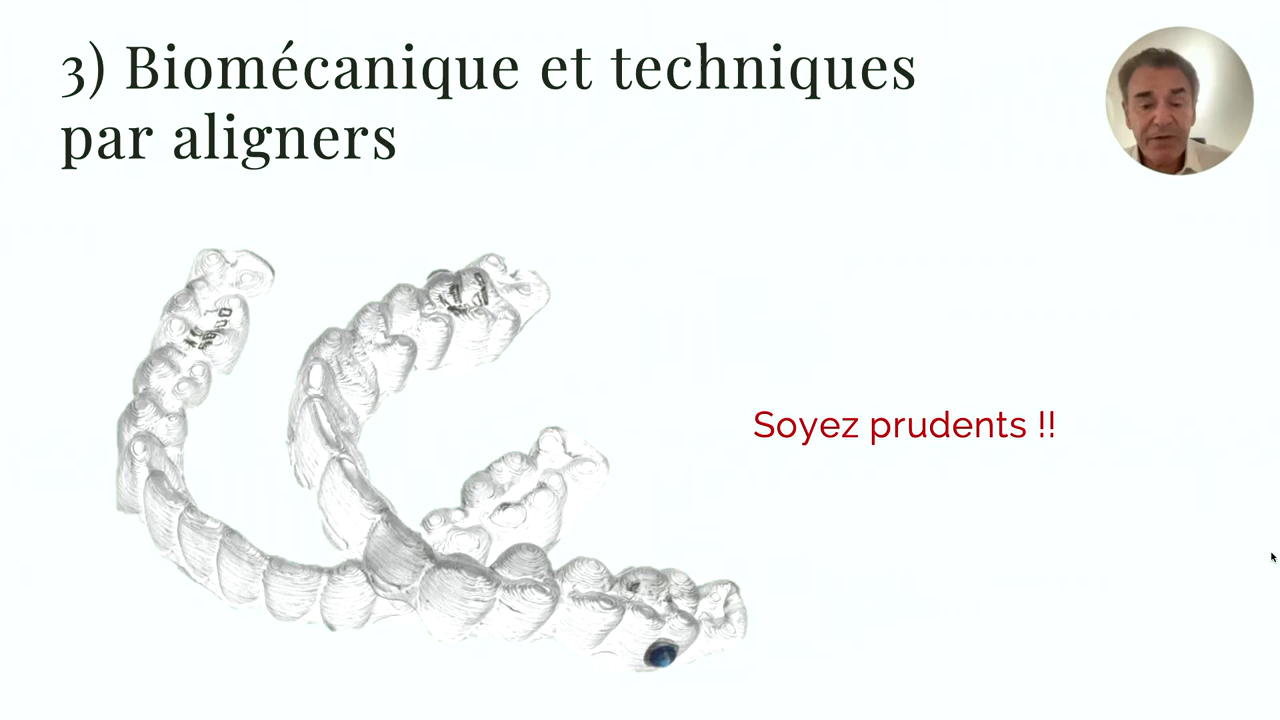 3) Biomécanique et techniques
par aligners
Soyez prudents !!